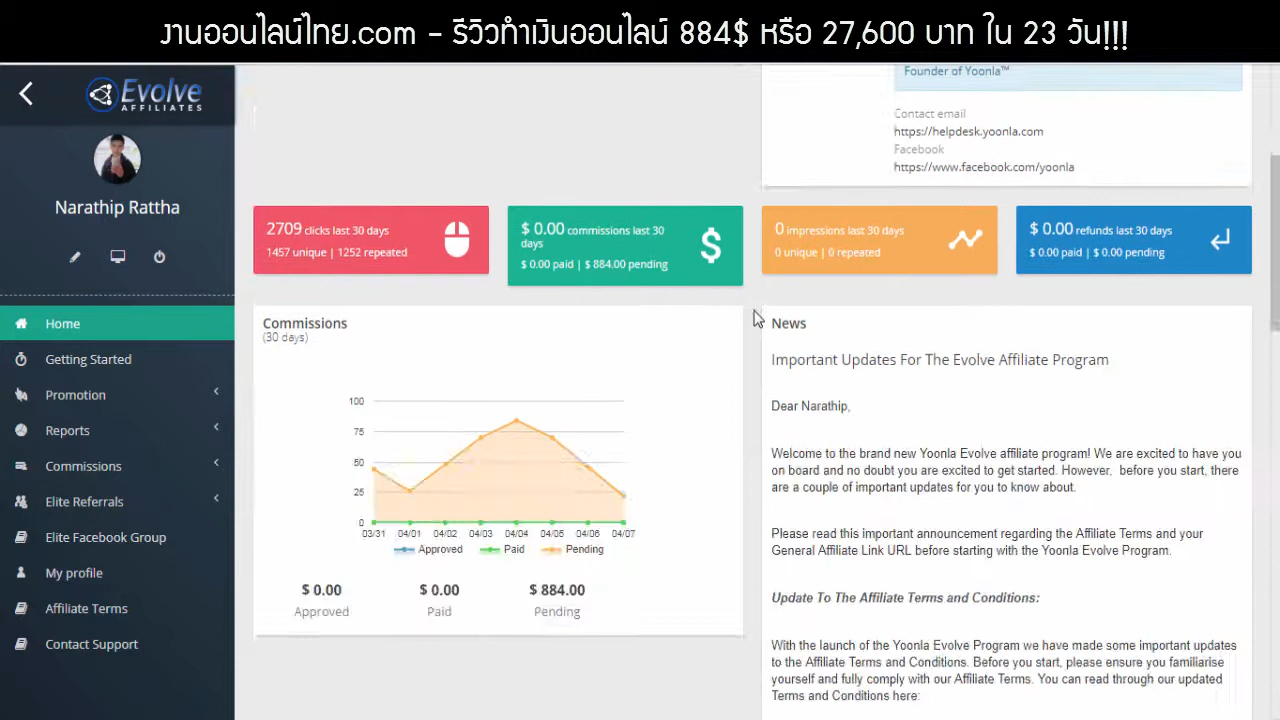 งานออนไลน์ไทย.com - รีวิวทำเงินออนไลน์ 884$ หรือ 27,600 บาท ใน 23 วัน!!!
Evolve
AFFILIATES
Narathip Rattha
Home
Getting Started
Promotion
Reports
Commissions
Elite Referrals
Elite Facebook Group
My profile
Affiliate Terms
Contact Support
Founder of Yoonla™
Contact email
https://helpdesk.yoonla.com
Facebook
https://www.facebook.com/yoonla
2709 clicks last 30 days
1457 unique | 1252 repeated
$ 0.00 commissions last 30
days
$ 0.00 paid | $ 884.00 pending
0 impressions last 30 days
0 unique | 0 repeated
$ 0.00 refunds last 30 days
$ 0.00 paid | $ 0.00 pending
Commissions
(30 days)
100
75
50
25
0
03/31 04/01 04/02 04/03 04/04 04/05 04/06 04/07
Approved Paid Pending
$ 0.00 $ 0.00 $ 884.00
Approved Paid Pending
News
Important Updates For The Evolve Affiliate Program
Dear Narathip,
Welcome to the brand new Yoonla Evolve affiliate program! We are excited to have you
on board and no doubt you are excited to get started. However, before you start, there
are a couple of important updates for you to know about.
Please read this important announcement regarding the Affiliate Terms and your
General Affiliate Link URL before starting with the Yoonla Evolve Program.
Update To The Affiliate Terms and Conditions:
With the launch of the Yoonla Evolve Program we have made some important updates
to the Affiliate Terms and Conditions. Before you start, please ensure you familiarise
yourself and fully comply with our Affiliate Terms. You can read through our updated
Terms and Conditions here: